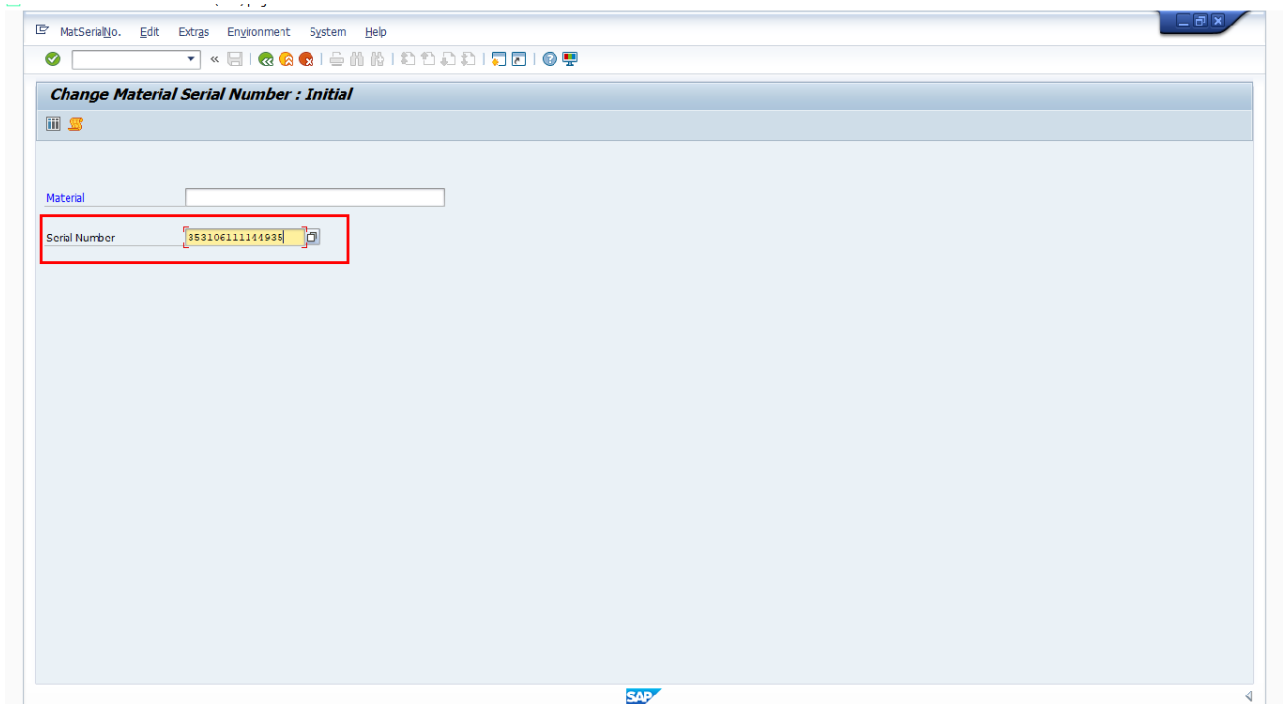 MatSerialNo. Edit Extras Environment System Help
Change Material Serial Number : Initial
Material
Serial Number 353106111144935
SAP